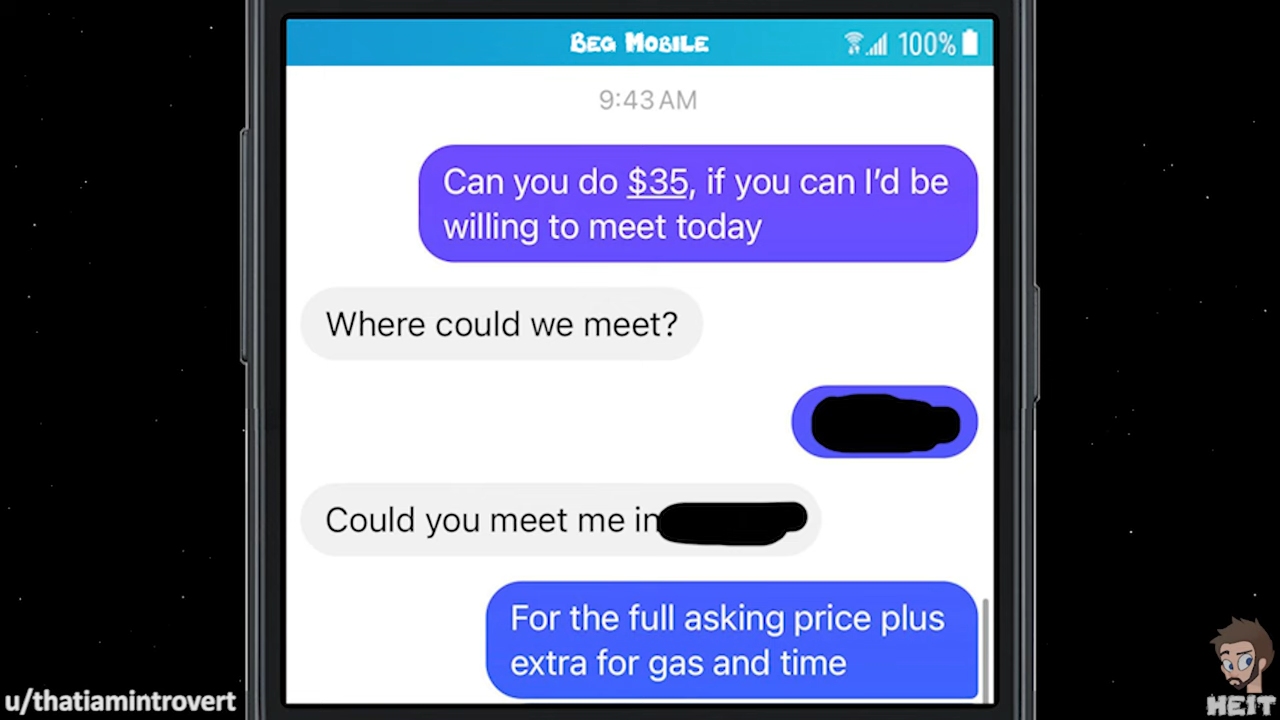 Beg Mobile
100%
9:43 AM
Can you do $35, if you can I'd be
willing to meet today
Where could we meet?
Could you meet me in
For the full asking price plus
extra for gas and time
u/thatiamintrovert
HEIT